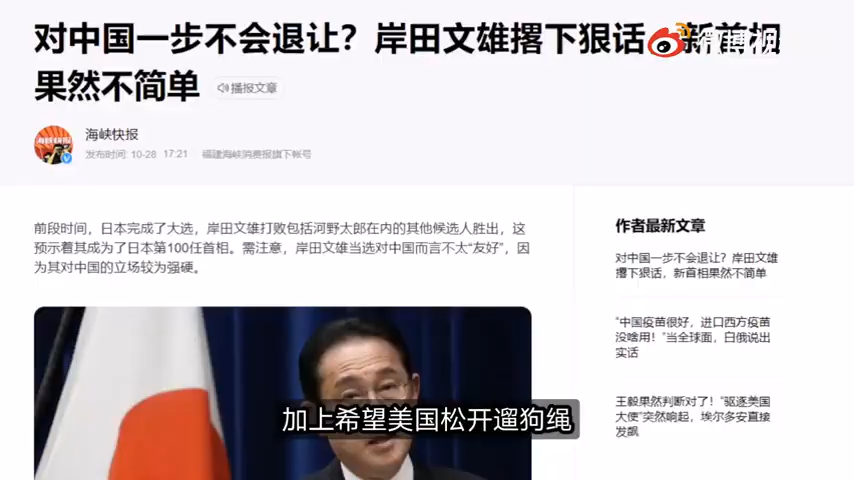 对中国一步不会退让？岸田文雄撂下狠话，新首相
果然不简单
播报文章
微博视频
海峡快报
发布时间: 10-28 17:21 福建海峡消费报旗下帐号
前段时间，日本完成了大选，岸田文雄打败包括河野太郎在内的其他候选人胜出，这
预示着其成为了日本第100任首相。需注意，岸田文雄当选对中国而言不太“友好”，因
为其对中国的立场较为强硬。
作者最新文章
对中国一步不会退让？岸田文雄
撂下狠话，新首相果然不简单
“中国疫苗很好，进口西方疫苗
没啥用！”当全球面，白俄说出
实话
王毅果然判断对了！“驱逐美国
大使”突然响起，埃尔多安直接
发飙
加上希望美国松开遛狗绳